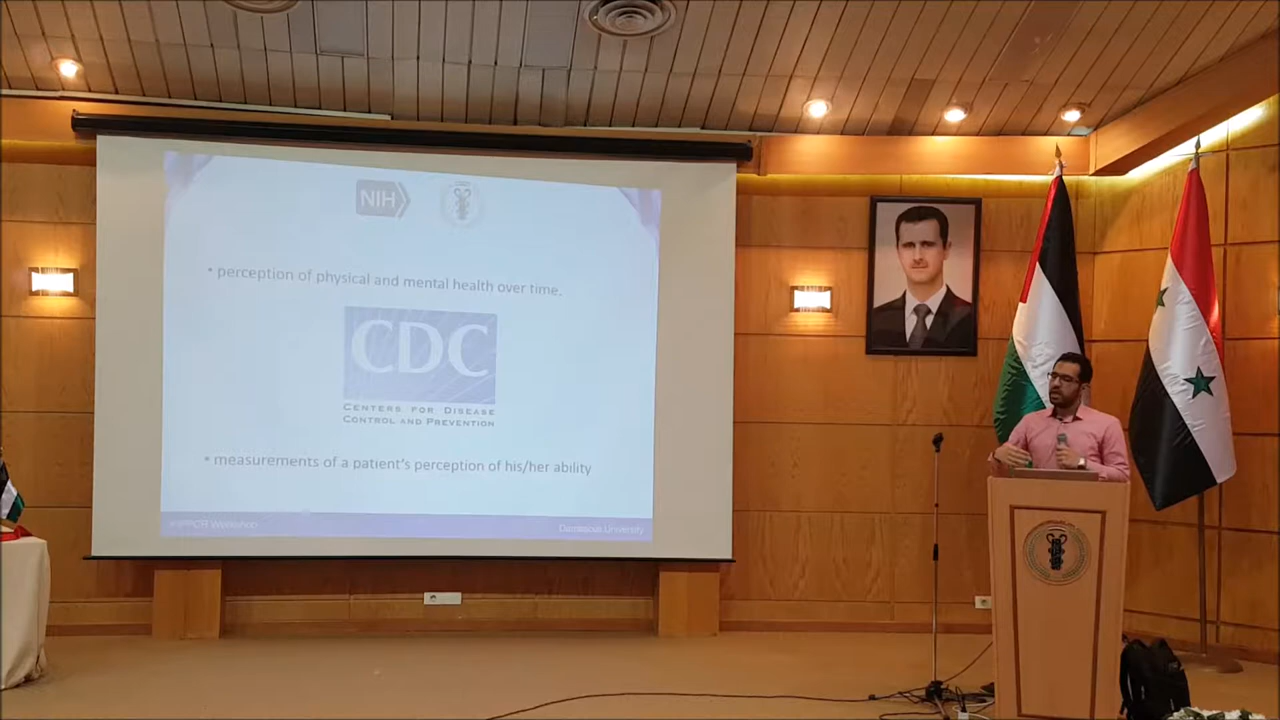 NIH
• perception of physical and mental health over time.
CDC
CENTERS FOR DISEASE
CONTROL AND PREVENTION
• measurements of a patient's perception of his/her ability
Workshop
Damascus University